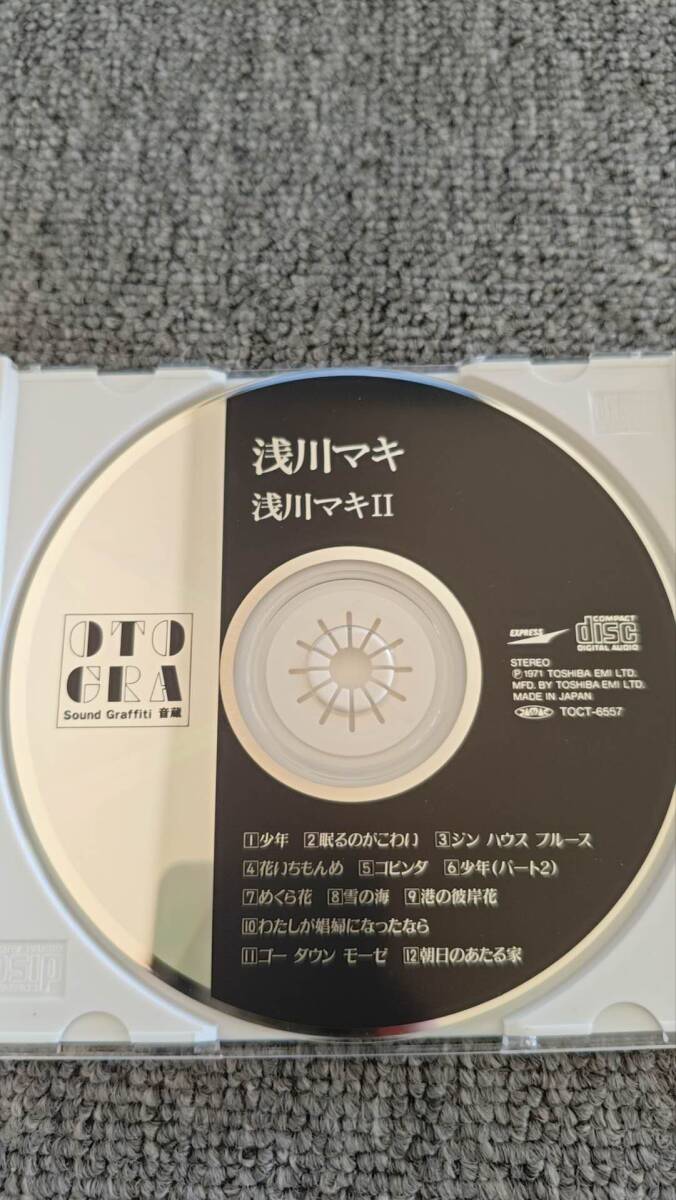 浅川マキ
浅川マキII
OTO
GRA
Sound Graffiti 音蔵
EXPRESS
COMPACT
disc
DIGITAL AUDIO
STEREO
Ⓟ1971 TOSHIBA EMI LTD.
MFD. BY TOSHIBA EMI LTD.
MADE IN JAPAN
TOCT-6557
1少年 2眠るのがこわい 3ジン ハウス ブルース
4花いちもんめ 5ゴビンダ 6少年(パート2)
7めくら花 8雪の海 9港の彼岸花
10わたしが娼婦になったなら
11ゴー ダウン モーゼ 12朝日のあたる家